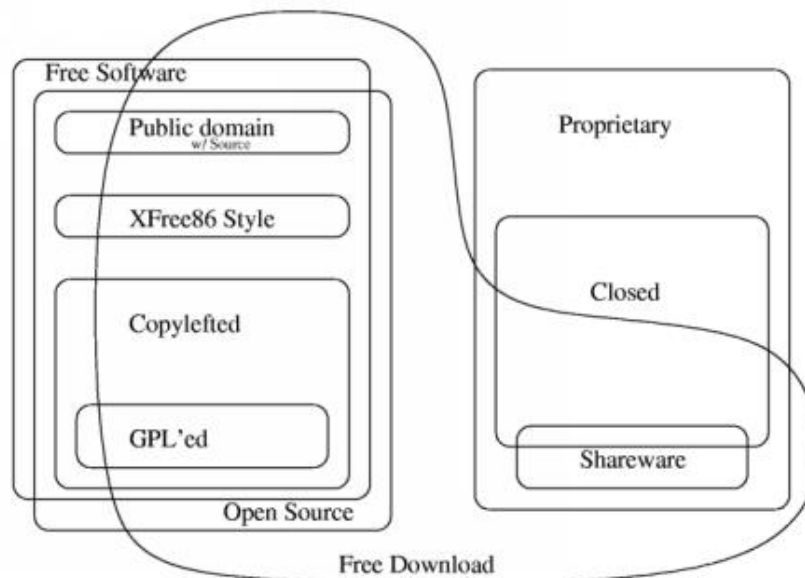 Free Software
Public domain
w/ Source
XFree86 Style
Copylefted
GPL'ed
Open Source
Proprietary
Closed
Shareware
Free Download